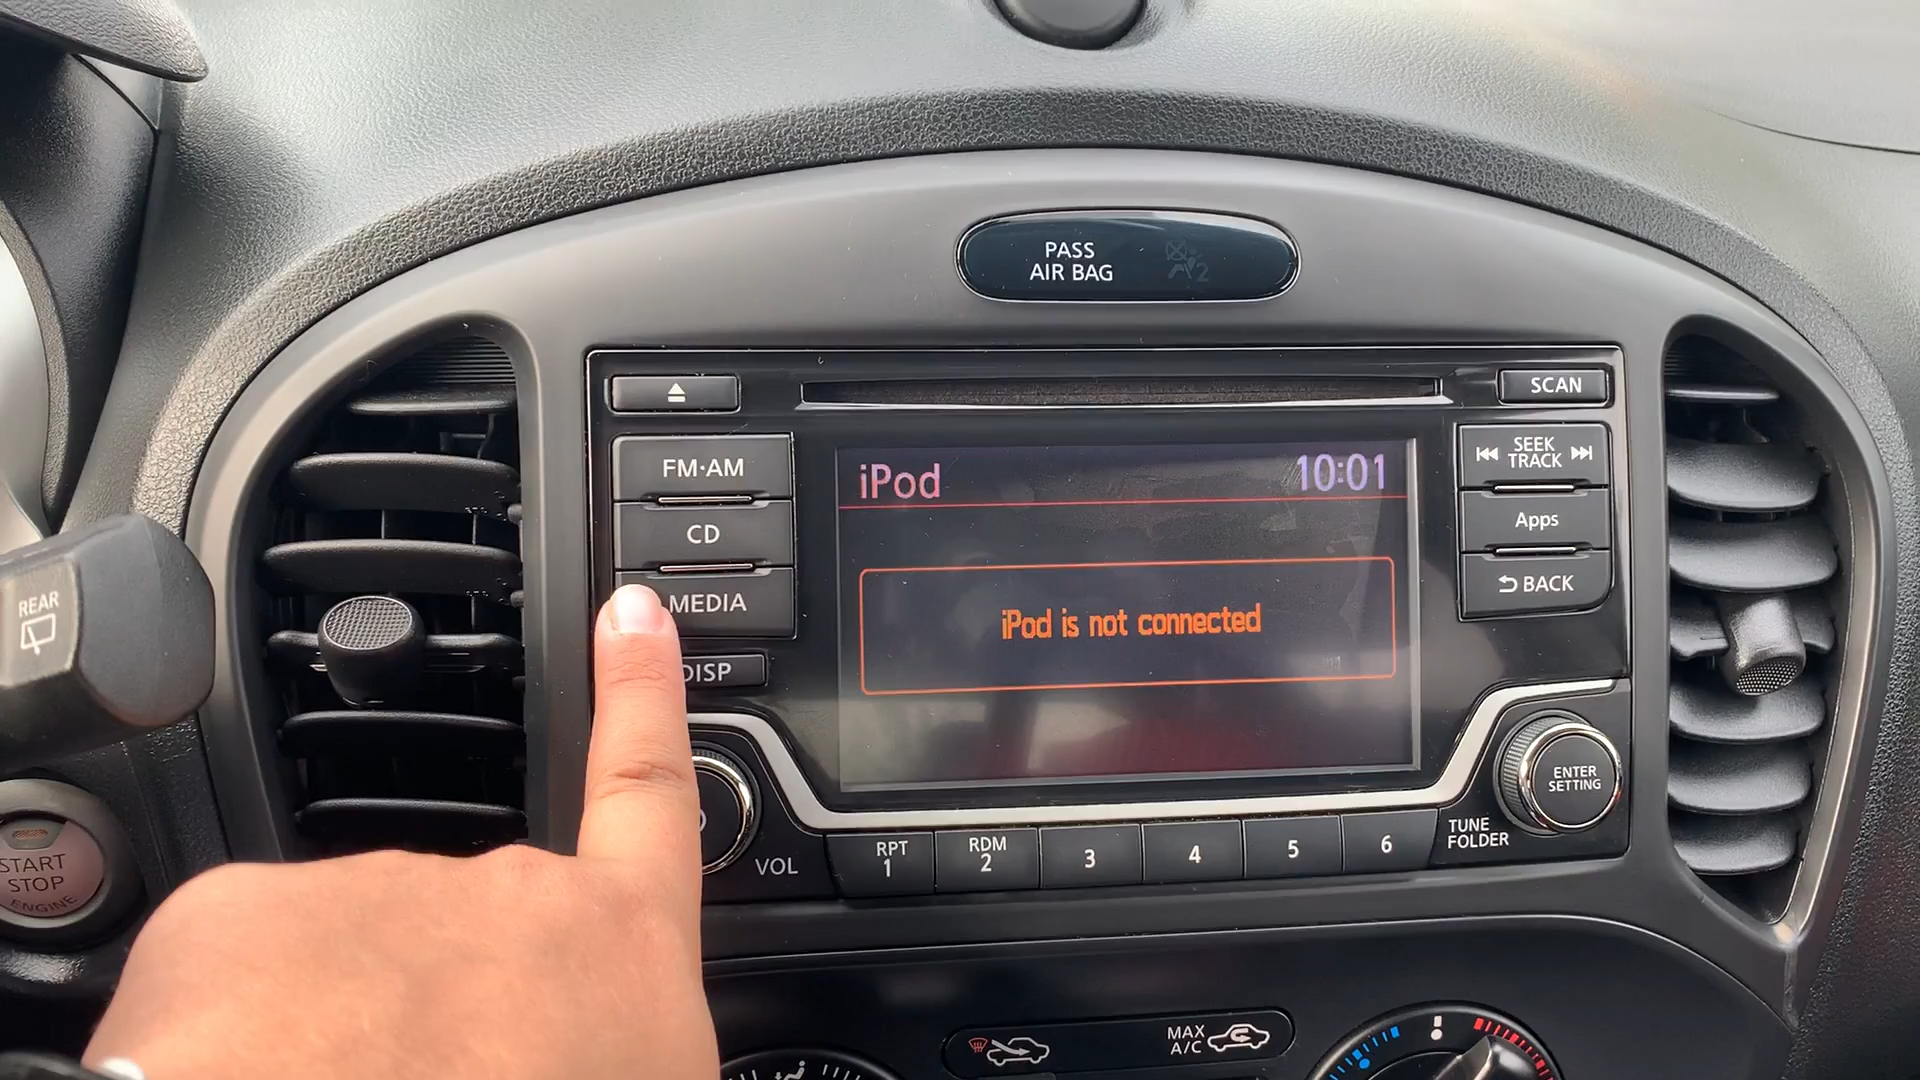 PASS
AIR BAG
2
SCAN
FM·AM
CD
MEDIA
DISP
iPod
10:01
iPod is not connected
SEEK
TRACK
Apps
BACK
REAR
START
STOP
ENGINE
VOL
RPT
1
RDM
2
3
4
5
6
TUNE
FOLDER
ENTER
SETTING
MAX
A/C